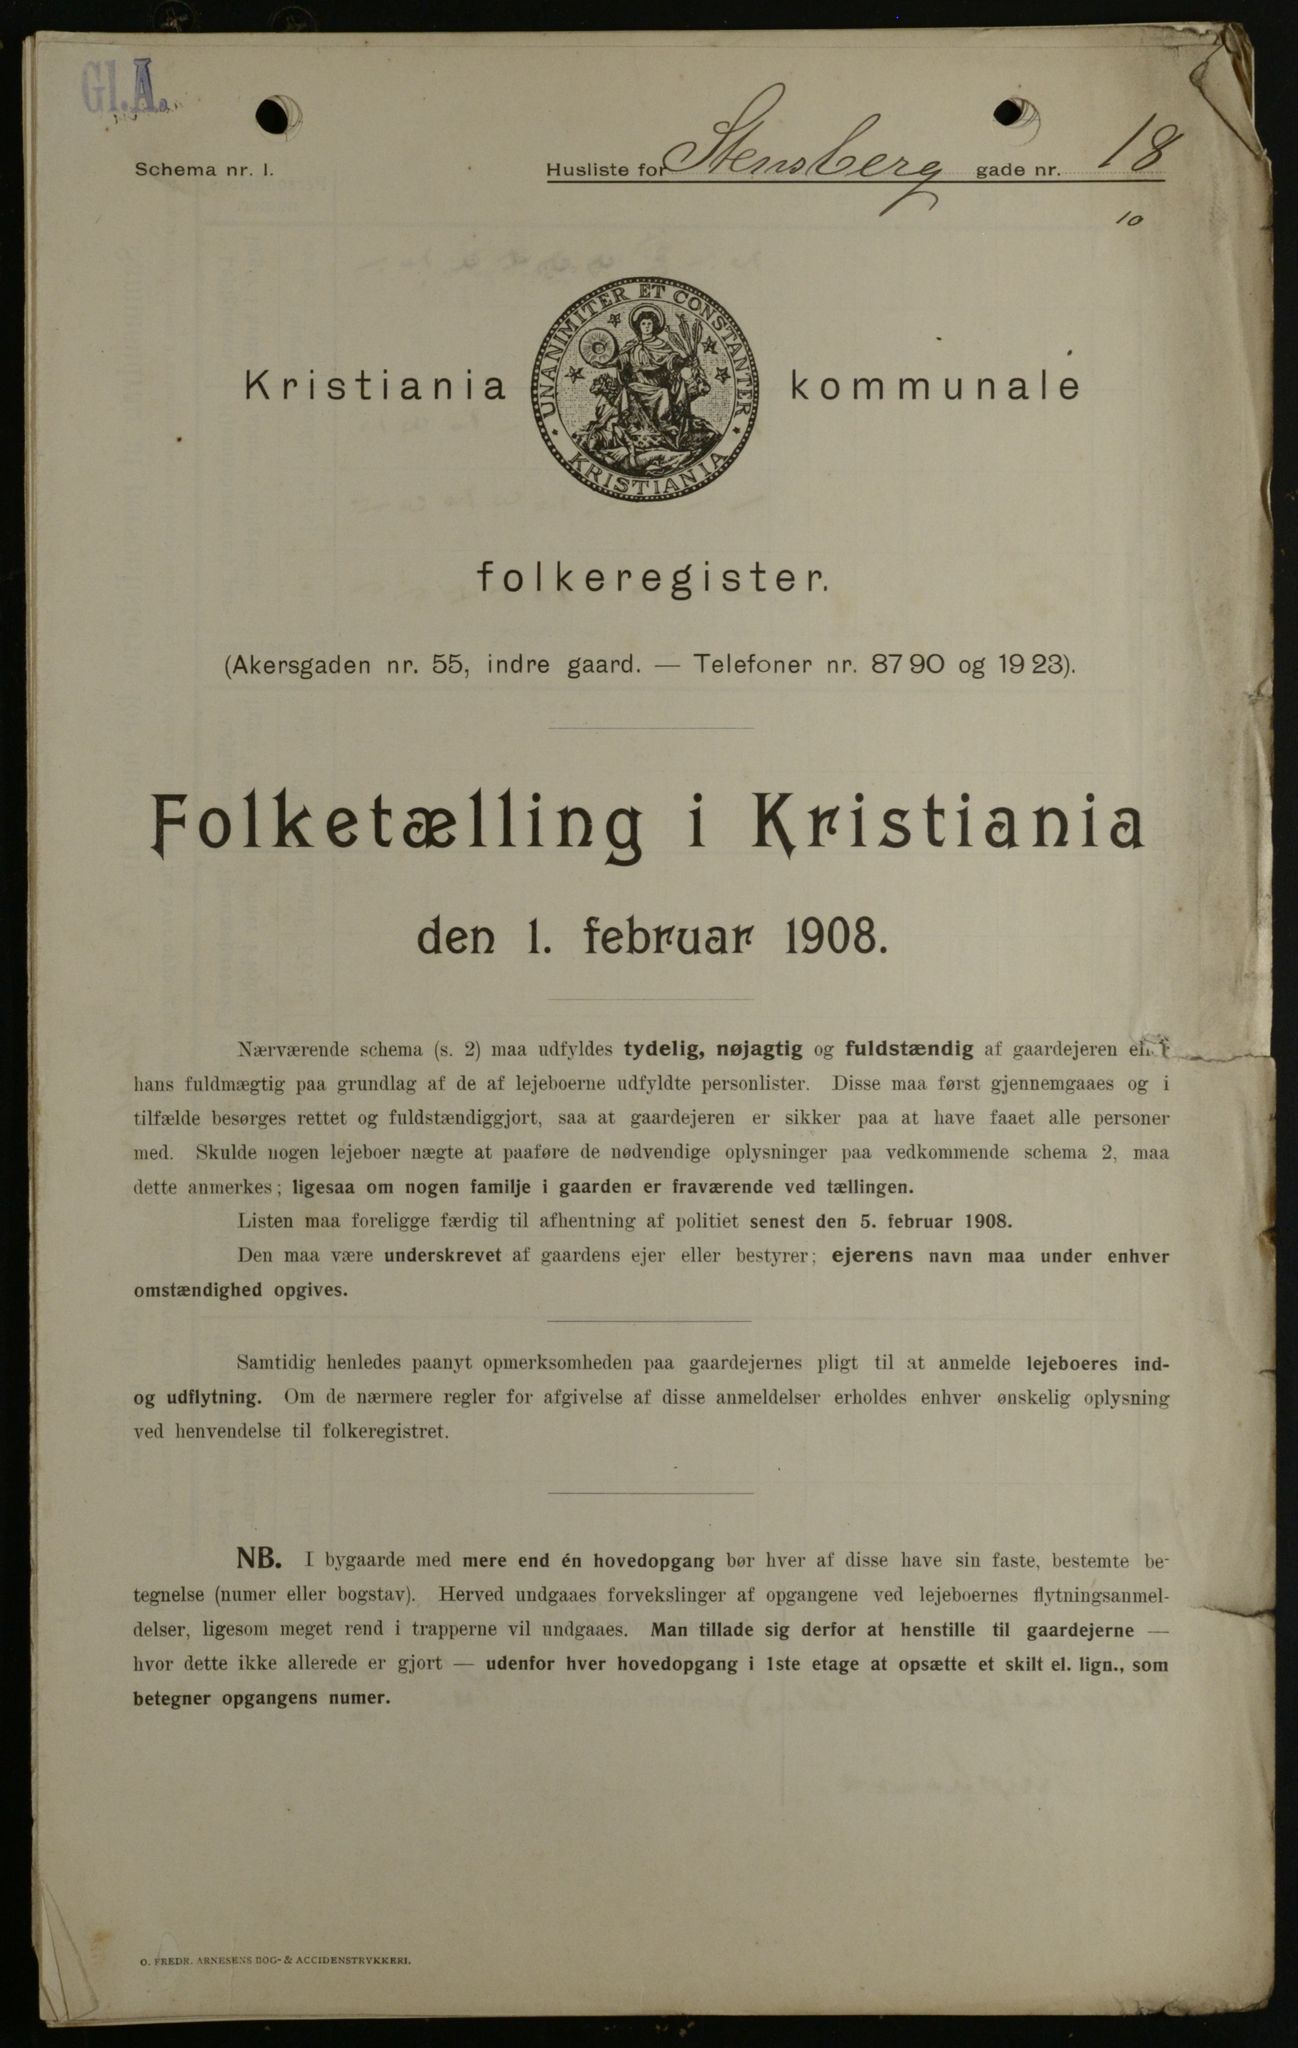 Gl.A.
Schema nr. 1.
Husliste for Stensberg gade nr. 18
10
UNANIMITER ET CONSTANTER
KRISTIANIA
Kristiania kommunale
folkeregister.
(Akersgaden nr. 55, indre gaard. — Telefoner nr. 87 90 og 19 23).
Folketælling i Kristiania
den 1. februar 1908.
Nærværende schema (s. 2) maa udfyldes tydelig, nøjagtig og fuldstændig af gaardejeren
hans fuldmægtig paa grundlag af de af lejeboerne udfyldte personlister. Disse maa først gjennemgaaes og i
tilfælde besørges rettet og fuldstændiggjort, saa at gaardejeren er sikker paa at have faaet alle personer
med. Skulde nogen lejeboer nægte at paaføre de nødvendige oplysninger paa vedkommende schema 2, maa
dette anmerkes; ligesaa om nogen familje i gaarden er fraværende ved tællingen.
Listen maa foreligge færdig til afhentning af politiet senest den 5. februar 1908.
Den maa være underskrevet af gaardens ejer eller bestyrer; ejerens navn maa under enhver
omstændighed opgives.
Samtidig henledes paanyt opmerksomheden paa gaardejernes pligt til at anmelde lejeboeres ind-
og udflytning. Om de nærmere regler for afgivelse af disse anmeldelser erholdes enhver ønskelig oplysning
ved henvendelse til folkeregistret.
NB. I bygaarde med mere end én hovedopgang bør hver af disse have sin faste, bestemte be-
tegnelse (numer eller bogstav). Herved undgaaes forvekslinger af opgangene ved lejeboernes flytningsanmel-
delser, ligesom meget rend i trapperne vil undgaaes. Man tillade sig derfor at henstille til gaardejerne —
hvor dette ikke allerede er gjort — udenfor hver hovedopgang i 1ste etage at opsætte et skilt el. lign., som
betegner opgangens numer.
O. FREDR. ARNESENS BOG- & ACCIDENSTRYKKERI.